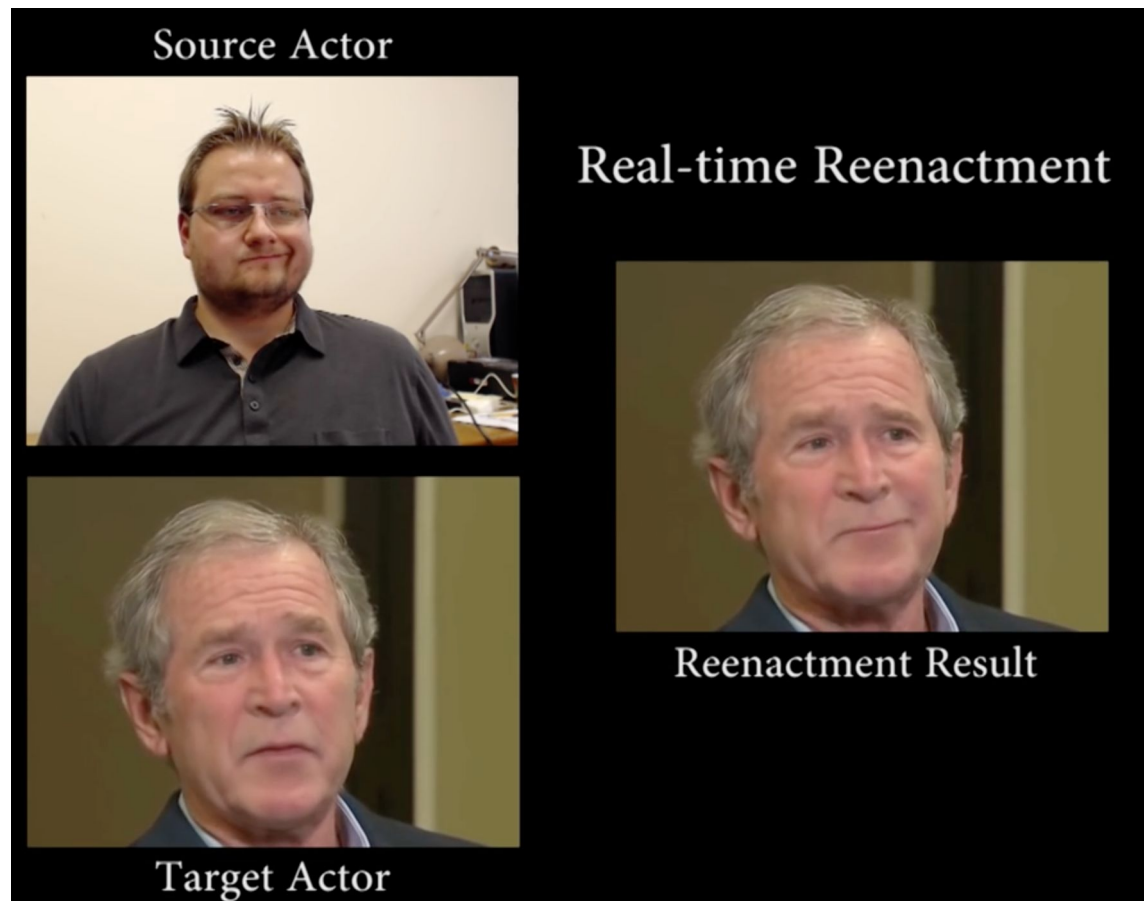 Source Actor
Real-time Reenactment
Reenactment Result
Target Actor